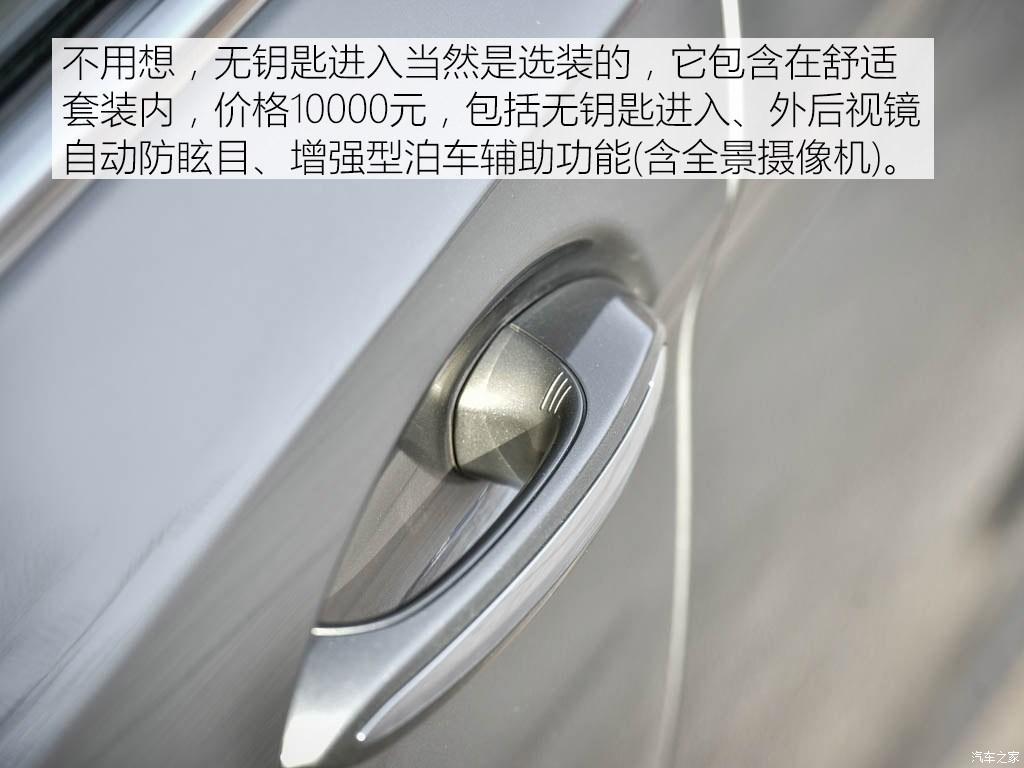 不用想，无钥匙进入当然是选装的，它包含在舒适
套装内，价格10000元，包括无钥匙进入、外后视镜
自动防眩目、增强型泊车辅助功能(含全景摄像机)。
汽车之家